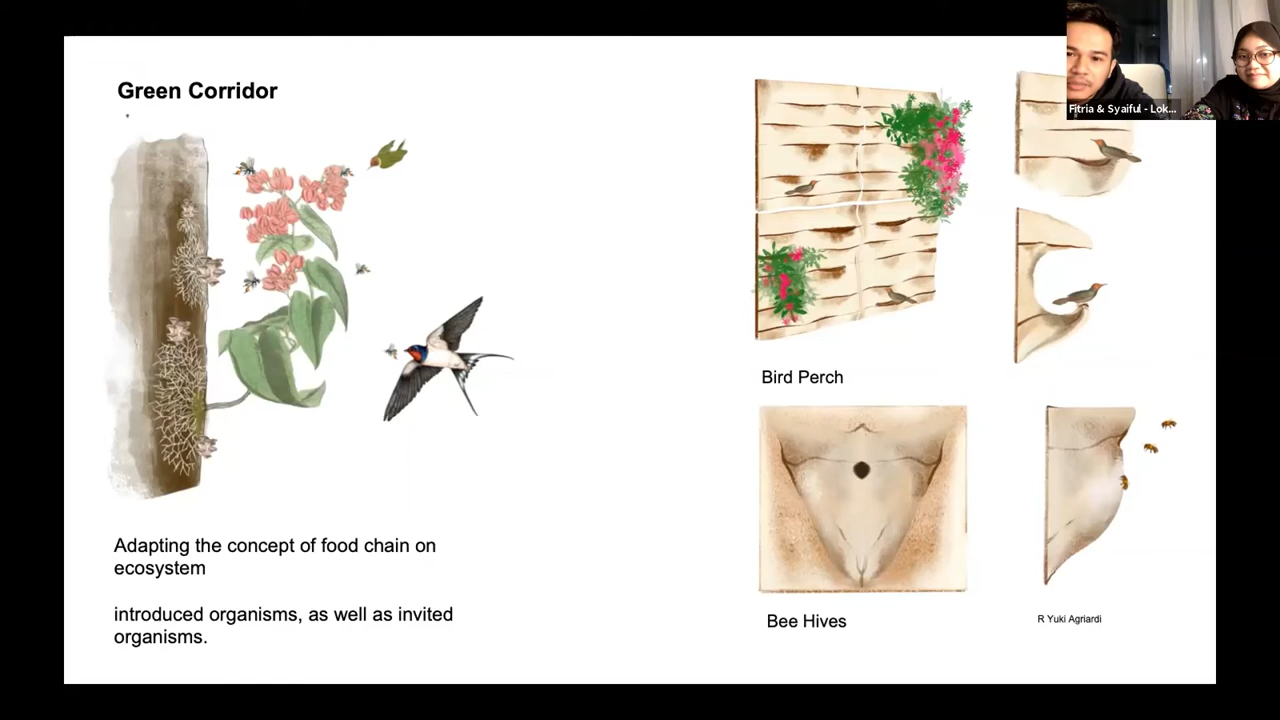 Green Corridor
Fitria & Syaiful - Lok...
Bird Perch
Adapting the concept of food chain on
ecosystem
introduced organisms, as well as invited
organisms.
Bee Hives
R Yuki Agriardi